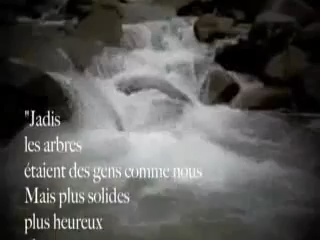 "Jadis
les arbres
étaient des gens comme nous
Mais plus solides
plus heureux